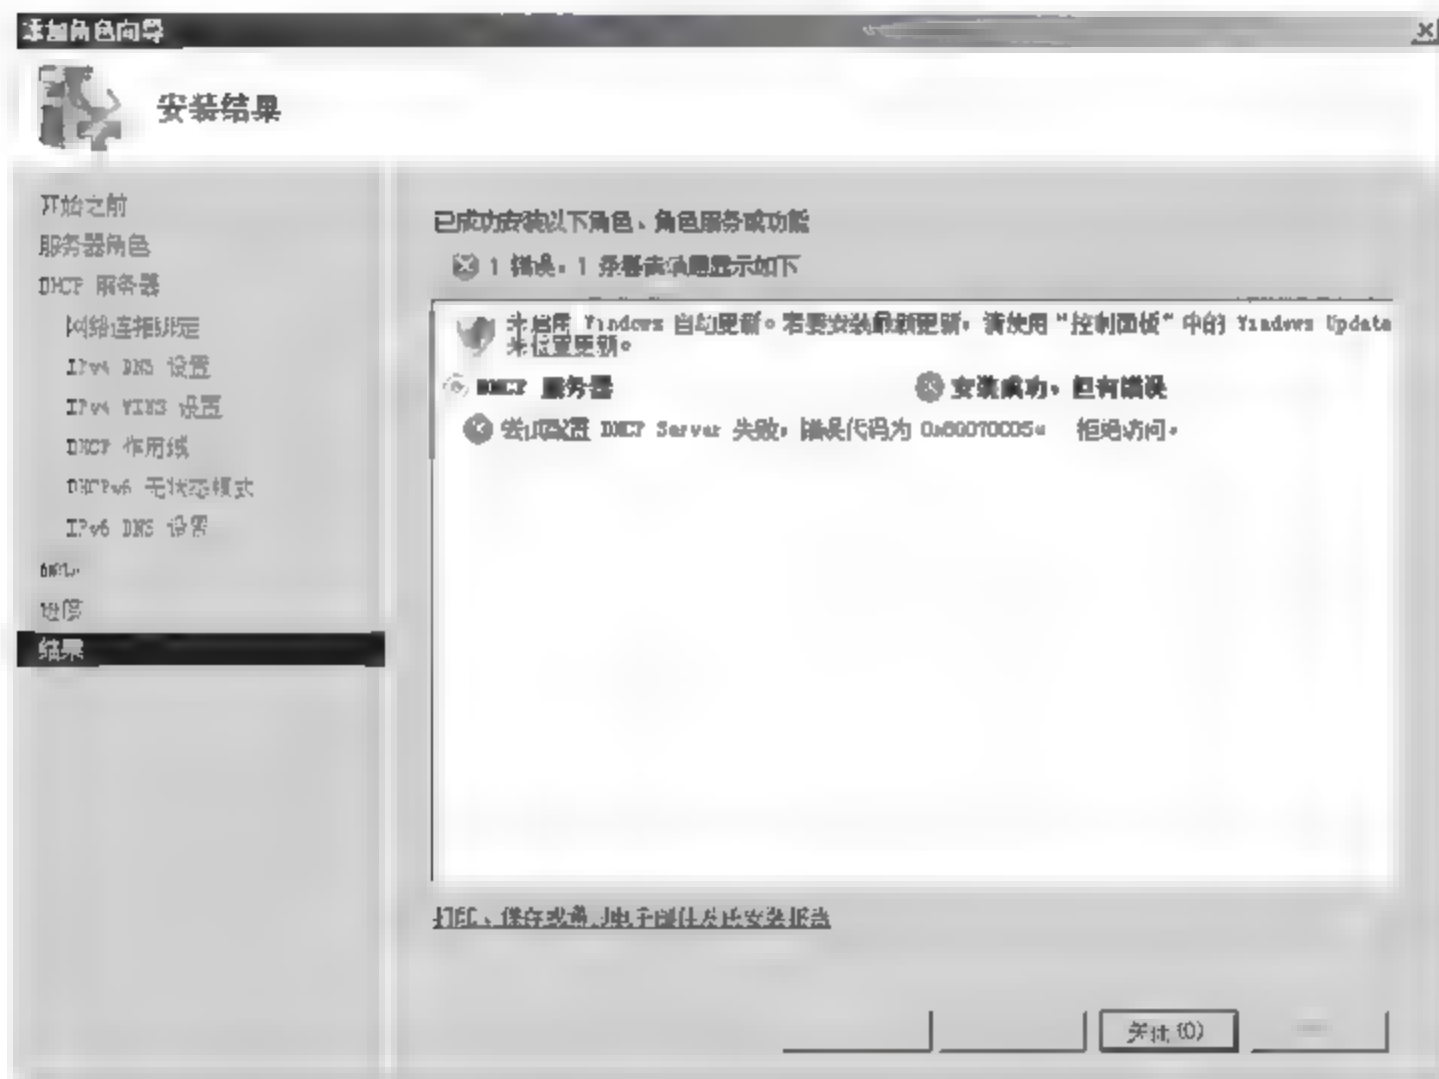 添加角色向导
安装结果
开始之前
服务器角色
DHCP 服务器
网络连接绑定
IPv4 DNS 设置
IPv4 WINS 设置
DHCP 作用域
DHCPv6 无状态模式
IPv6 DNS 设置
进度
结果
已成功安装以下角色、角色服务或功能
1 错误，1 条警告消息显示如下
未启用 Windows 自动更新。若要安装最新更新，请使用“控制面板”中的 Windows Update
来检查更新。
DHCP 服务器
安装成功，但有错误
尝试配置 DHCP Server 失败，错误代码为 0x80070005。 拒绝访问。
打印、保存或通过电子邮件发送安装报告
关闭(O)